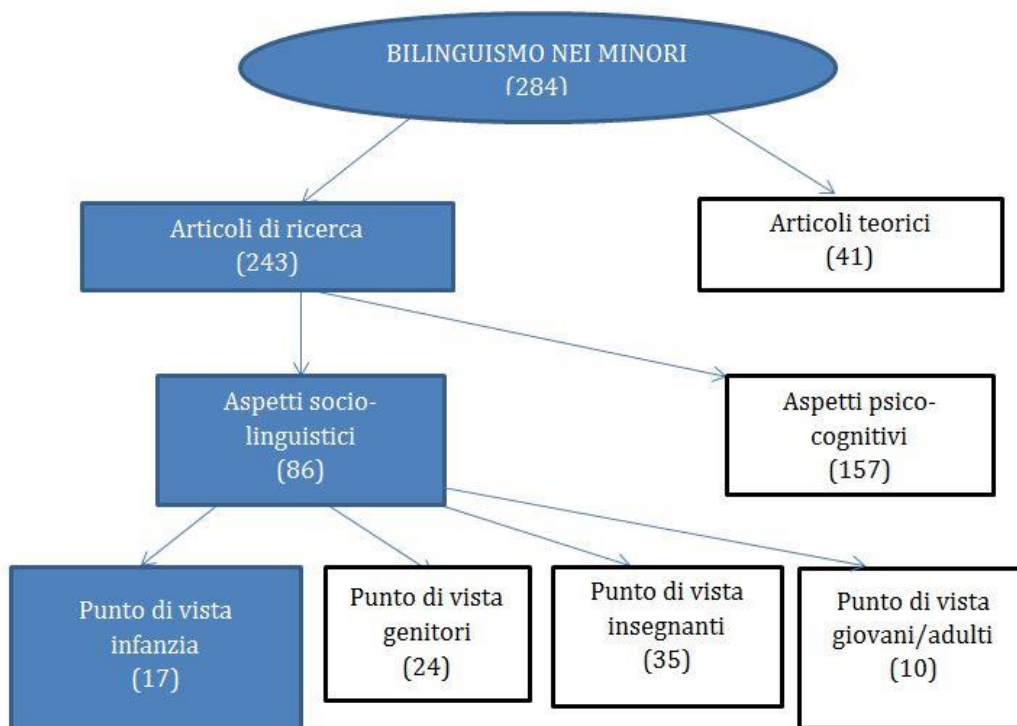 BILINGUISMO NEI MINORI
(284)
Articoli di ricerca
(243)
Articoli teorici
(41)
Aspetti socio-
linguistici
(86)
Aspetti psico-
cognitivi
(157)
Punto di vista
infanzia
(17)
Punto di vista
genitori
(24)
Punto di vista
insegnanti
(35)
Punto di vista
giovani/adulti
(10)